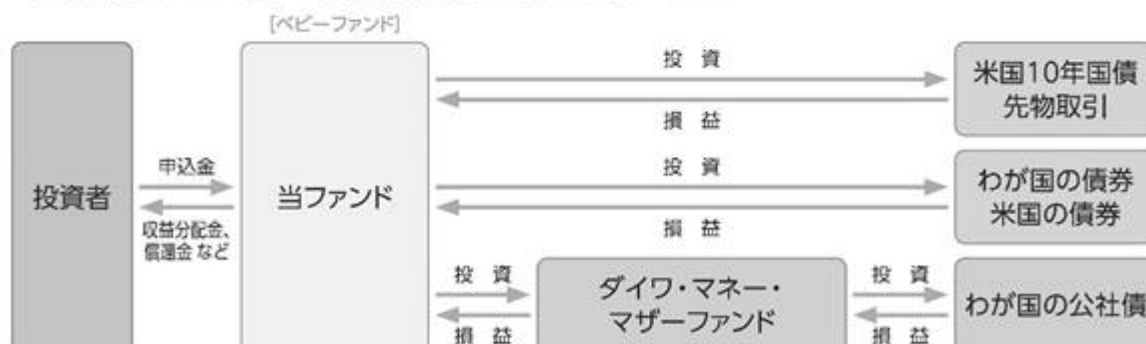 [ベビーファンド]
投資者
申込金
収益分配金、
償還金 など
当ファンド
投 資
損 益
米国10年国債
先物取引
投 資
損 益
わが国の債券
米国の債券
投 資
損 益
ダイワ・マネー・
マザーファンド
投 資
損 益
わが国の公社債